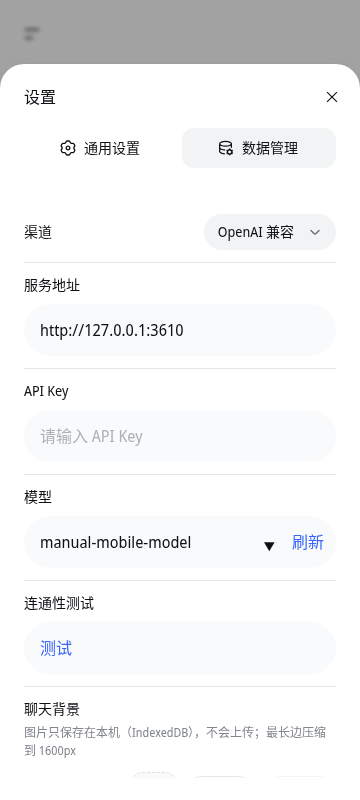 设置
通用设置
数据管理
渠道
OpenAI 兼容
服务地址
http://127.0.0.1:3610
API Key
请输入 API Key
模型
manual-mobile-model
刷新
连通性测试
测试
聊天背景
图片只保存在本机（IndexedDB），不会上传；最长边压缩
到 1600px